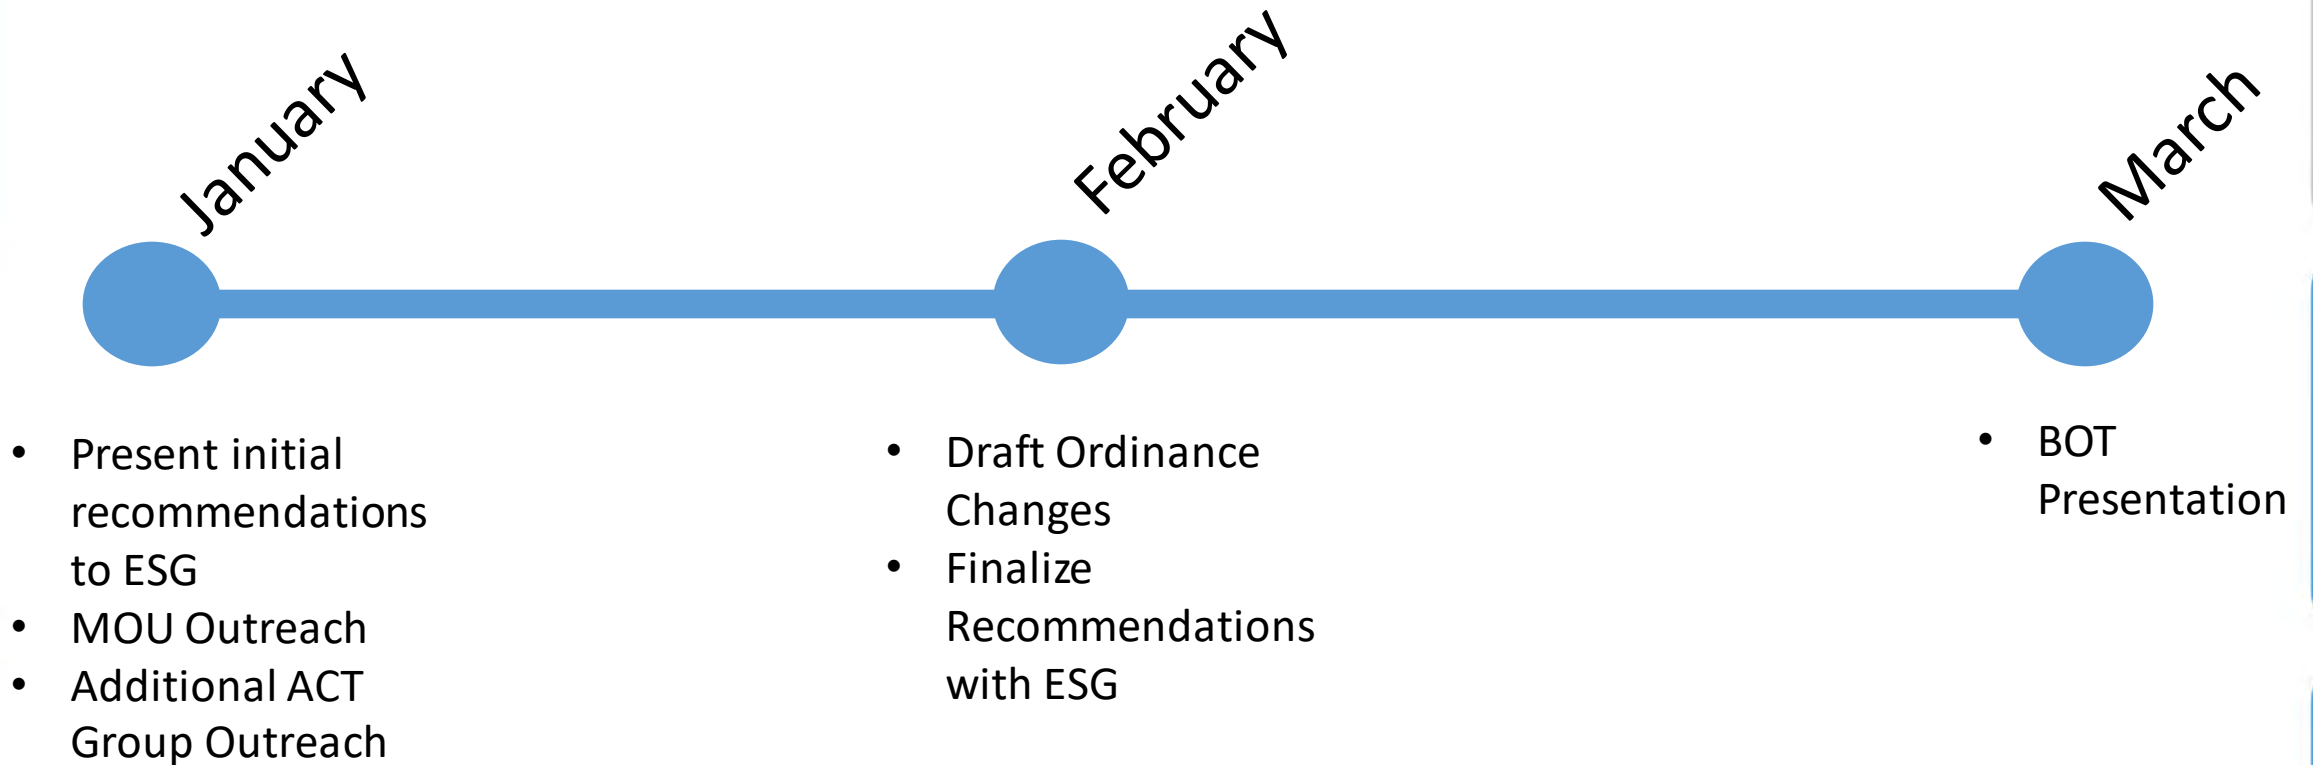 January
February
March
• Present initial
recommendations
to ESG
• MOU Outreach
• Additional ACT
Group Outreach
• Draft Ordinance
Changes
• Finalize
Recommendations
with ESG
• BOT
Presentation